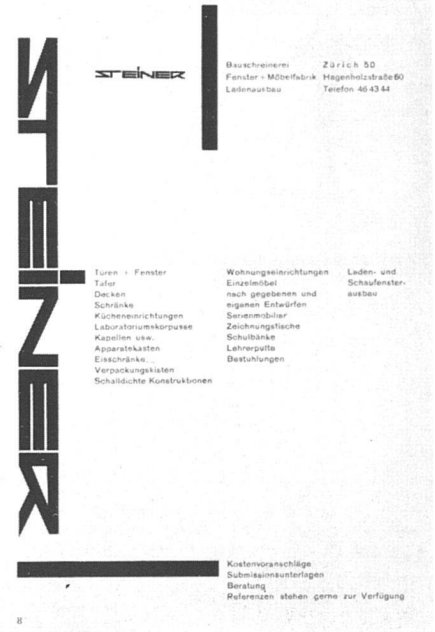 STEINER
STEINER
Bauschreinerei Zürich 50
Fenster + Möbelfabrik Hagenholzstraße 60
Ladenausbau Telefon 46 43 44
Türen + Fenster
Täfer
Decken
Schränke
Kücheneinrichtungen
Laboratoriumskorpusse
Kapellen usw.
Apparatekasten
Eisschränke
Verpackungskisten
Schalldichte Konstruktionen
Wohnungseinrichtungen
Einzelmöbel
nach gegebenen und
eigenen Entwürfen
Serienmobiliar
Zeichnungstische
Schulbänke
Lehrerpulte
Bestuhlungen
Laden- und
Schaufenster-
ausbau
Kostenvoranschläge
Submissionsunterlagen
Beratung
Referenzen stehen gerne zur Verfügung
8